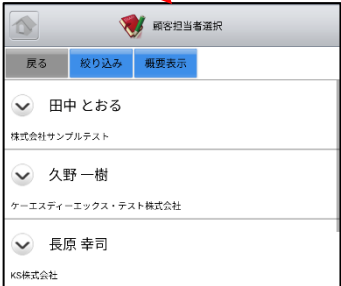 顧客担当者選択
戻る 絞り込み 概要表示
田中 とおる
株式会社サンプルテスト
久野 一樹
ケーエスディーエックス・テスト株式会社
長原 幸司
KS株式会社